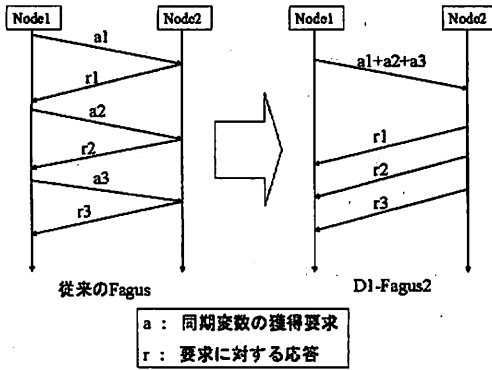 Node1
Node2
a1
r1
a2
r2
a3
r3
従来のFagus
Node1
Node2
a1+a2+a3
r1
r2
r3
D1-Fagus2
a : 同期変数の獲得要求
r : 要求に対する応答